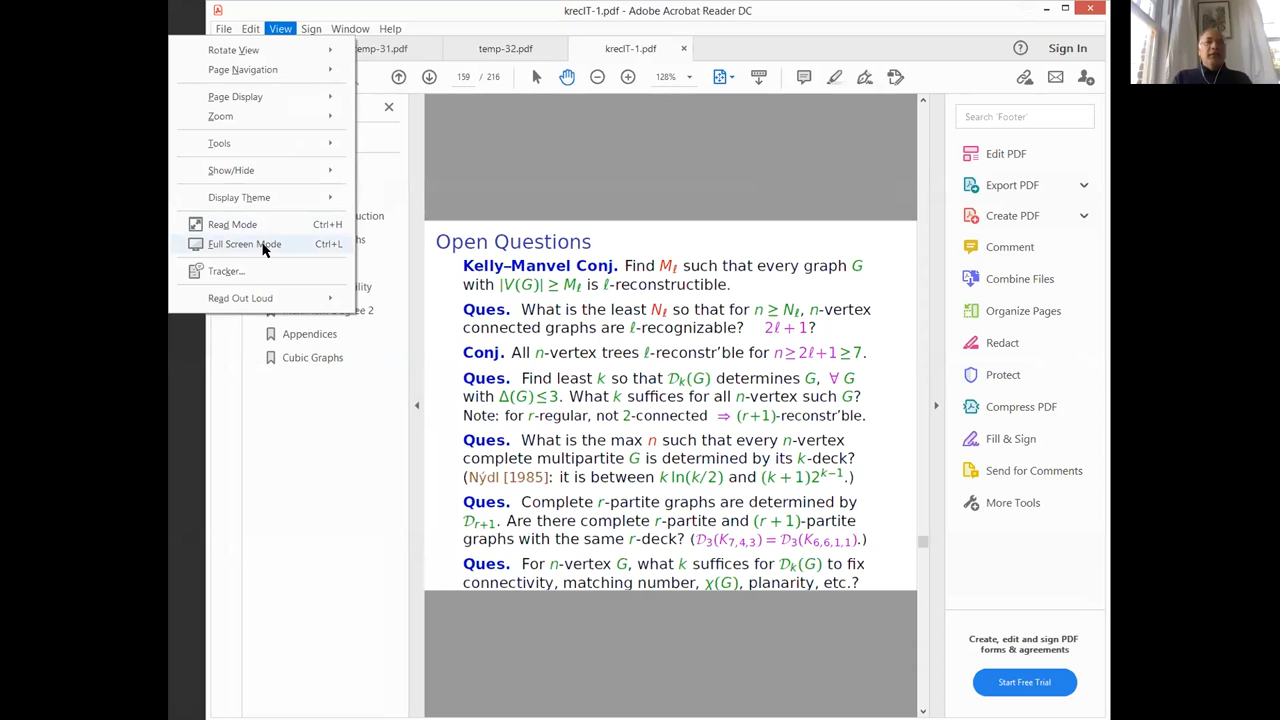 krecIT-1.pdf - Adobe Acrobat Reader DC
File Edit View Sign Window Help
temp-31.pdf temp-32.pdf krecIT-1.pdf × Sign In
159 / 216 128%
Rotate View
Page Navigation
Page Display
Zoom
Tools
Show/Hide
Display Theme
Read Mode Ctrl+H
Full Screen Mode Ctrl+L
Tracker...
Read Out Loud
Appendices
Cubic Graphs
Open Questions
Kelly–Manvel Conj. Find Mℓ such that every graph G
with |V(G)| ≥ Mℓ is ℓ-reconstructible.
Ques. What is the least Nℓ so that for n ≥ Nℓ, n-vertex
connected graphs are ℓ-recognizable? 2ℓ + 1?
Conj. All n-vertex trees ℓ-reconstr’ble for n ≥ 2ℓ+1 ≥ 7.
Ques. Find least k so that 𝒟k(G) determines G, ∀ G
with Δ(G) ≤ 3. What k suffices for all n-vertex such G?
Note: for r-regular, not 2-connected ⇒ (r+1)-reconstr’ble.
Ques. What is the max n such that every n-vertex
complete multipartite G is determined by its k-deck?
(Nýdl [1985]: it is between k ln(k/2) and (k + 1)2^{k−1}.)
Ques. Complete r-partite graphs are determined by
𝒟r+1. Are there complete r-partite and (r + 1)-partite
graphs with the same r-deck? (𝒟3(K7,4,3) = 𝒟3(K6,6,1,1).)
Ques. For n-vertex G, what k suffices for 𝒟k(G) to fix
connectivity, matching number, χ(G), planarity, etc.?
Search 'Footer'
Edit PDF
Export PDF
Create PDF
Comment
Combine Files
Organize Pages
Redact
Protect
Compress PDF
Fill & Sign
Send for Comments
More Tools
Create, edit and sign PDF
forms & agreements
Start Free Trial